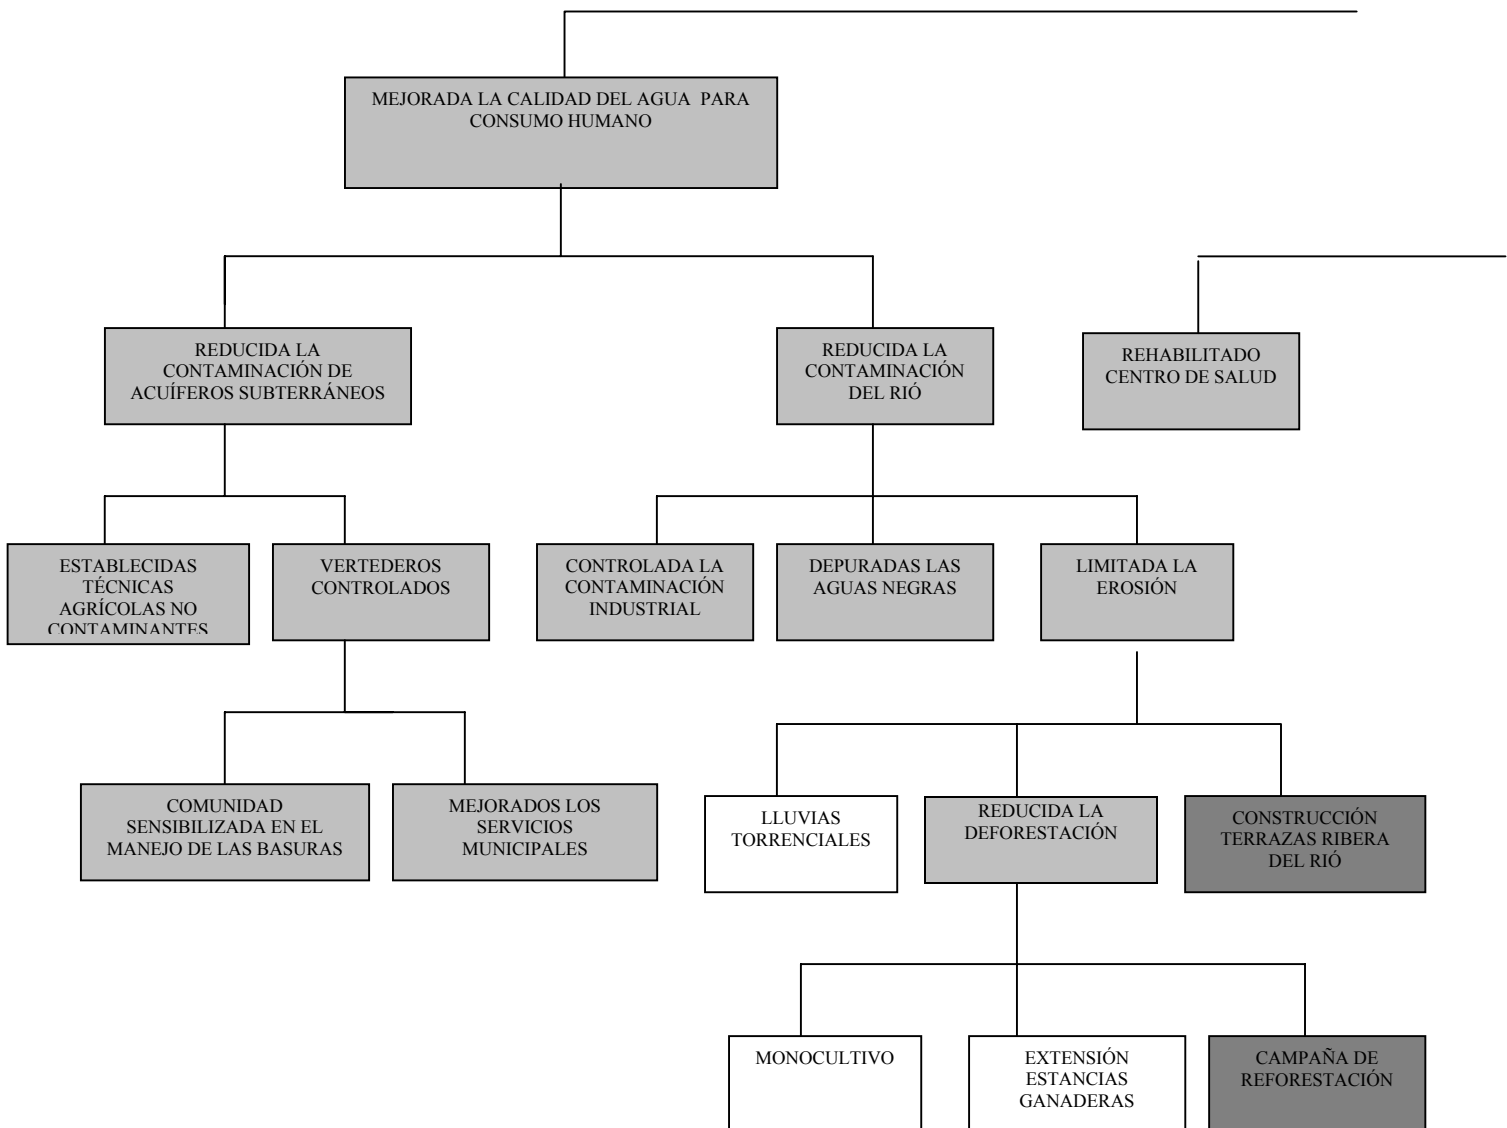 MEJORADA LA CALIDAD DEL AGUA PARA
CONSUMO HUMANO
REDUCIDA LA
CONTAMINACIÓN DE
ACUÍFEROS SUBTERRÁNEOS
REDUCIDA LA
CONTAMINACIÓN
DEL RIÓ
REHABILITADO
CENTRO DE SALUD
ESTABLECIDAS
TÉCNICAS
AGRÍCOLAS NO
CONTAMINANTES
VERTEDEROS
CONTROLADOS
CONTROLADA LA
CONTAMINACIÓN
INDUSTRIAL
DEPURADAS LAS
AGUAS NEGRAS
LIMITADA LA
EROSIÓN
COMUNIDAD
SENSIBILIZADA EN EL
MANEJO DE LAS BASURAS
MEJORADOS LOS
SERVICIOS
MUNICIPALES
LLUVIAS
TORRENCIALES
REDUCIDA LA
DEFORESTACIÓN
CONSTRUCCIÓN
TERRAZAS RIBERA
DEL RIÓ
MONOCULTIVO
EXTENSIÓN
ESTANCIAS
GANADERAS
CAMPAÑA DE
REFORESTACIÓN